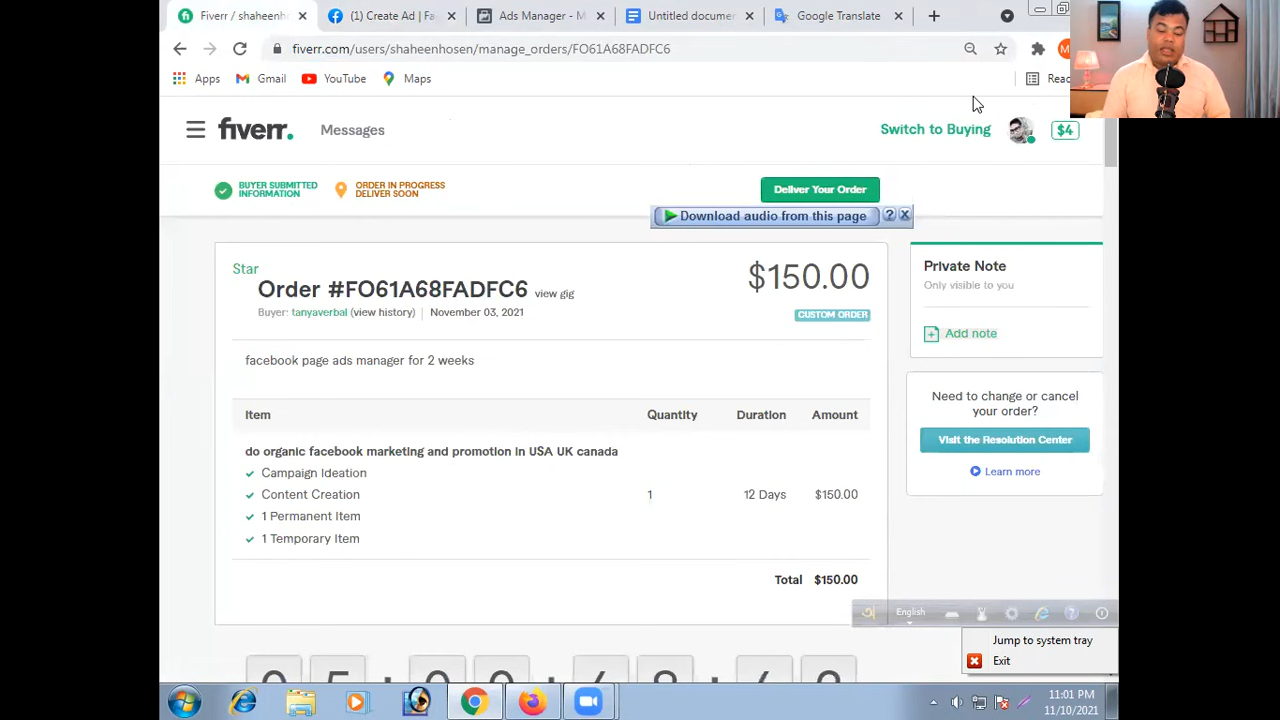 Fiverr / shaheenh
(1) Create Ad | Fa
Ads Manager - M
Untitled documen
Google Translate
fiverr.com/users/shaheenhosen/manage_orders/FO61A68FADFC6
Apps
Gmail
YouTube
Maps
Read
fiverr.
Messages
Switch to Buying
$4
BUYER SUBMITTED
INFORMATION
ORDER IN PROGRESS
DELIVER SOON
Deliver Your Order
Download audio from this page
Star
Order #FO61A68FADFC6 view gig
$150.00
Buyer: tanyaverbal (view history) | November 03, 2021
CUSTOM ORDER
Private Note
Only visible to you
Add note
facebook page ads manager for 2 weeks
Need to change or cancel
your order?
Visit the Resolution Center
Learn more
Item Quantity Duration Amount
do organic facebook marketing and promotion in USA UK canada
Campaign Ideation
Content Creation
1 Permanent Item
1 Temporary Item
1 12 Days $150.00
Total $150.00
English
Jump to system tray
Exit
11:01 PM
11/10/2021